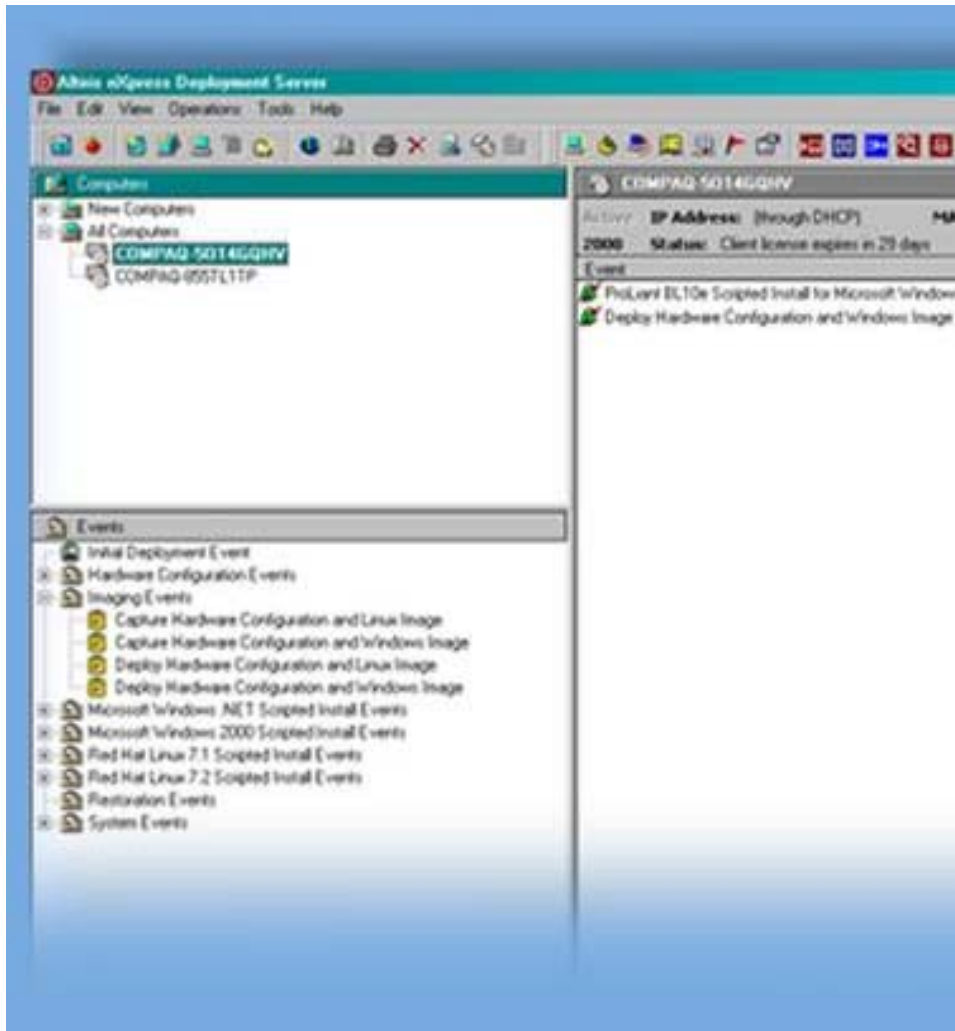 Altiris eXpress Deployment Server
File Edit View Operations Tools Help
Computers
New Computers
All Computers
COMPAQ-5O14GQHV
Events
Initial Deployment Event
Hardware Configuration Events
Imaging Events
Capture Hardware Configuration and Linux Image
Capture Hardware Configuration and Windows Image
Deploy Hardware Configuration and Linux Image
Deploy Hardware Configuration and Windows Image
Microsoft Windows .NET Scripted Install Events
Microsoft Windows 2000 Scripted Install Events
Red Hat Linux 7.1 Scripted Install Events
Red Hat Linux 7.2 Scripted Install Events
Restoration Events
System Events
COMPAQ-5O14GQHV
Active IP Address: (through DHCP) MA
2000 Status: Client license expires in 29 days
Event
ProLiant BL10e Scripted Install for Microsoft Window
Deploy Hardware Configuration and Windows Image